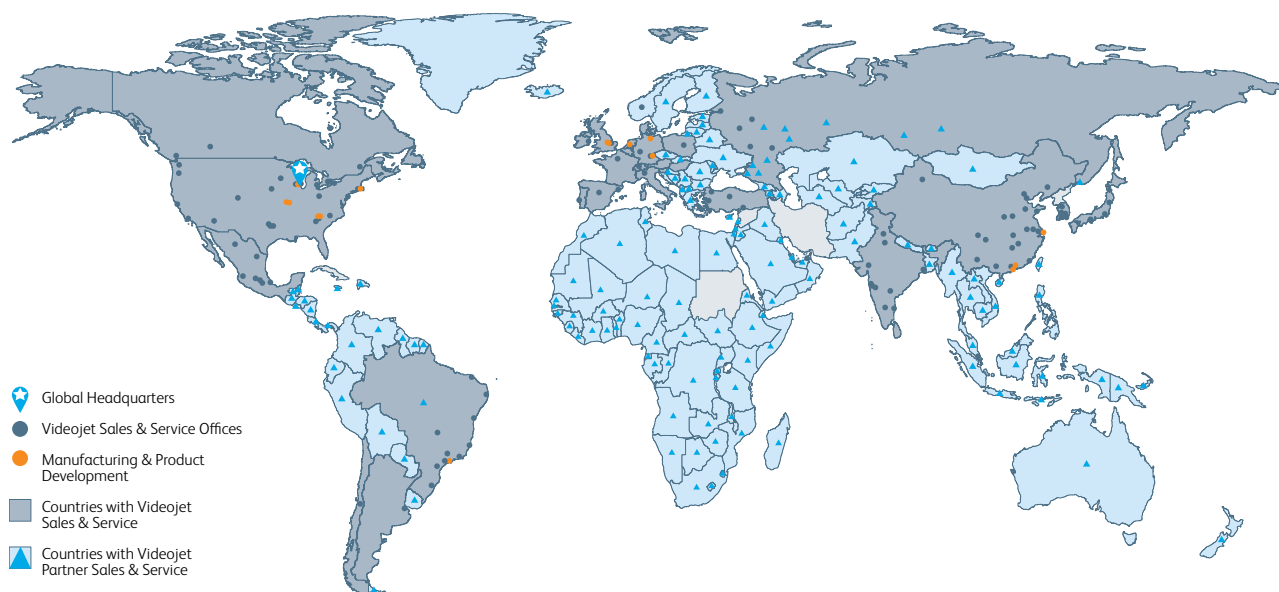 Global Headquarters
Videojet Sales & Service Offices
Manufacturing & Product
Development
Countries with Videojet
Sales & Service
Countries with Videojet
Partner Sales & Service